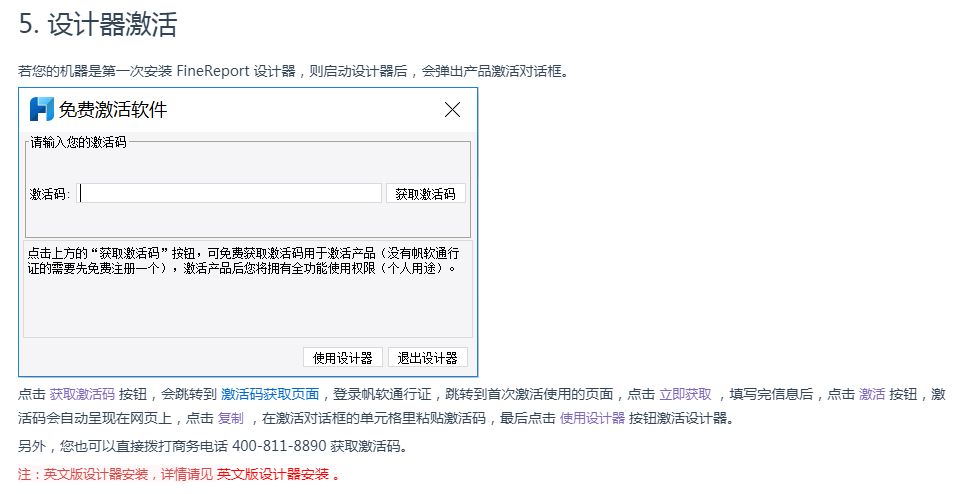 5. 设计器激活
若您的机器是第一次安装 FineReport 设计器，则启动设计器后，会弹出产品激活对话框。
免费激活软件
请输入您的激活码
激活码: 获取激活码
点击上方的“获取激活码”按钮，可免费获取激活码用于激活产品（没有帆软通行
证的需要先免费注册一个），激活产品后您将拥有全功能使用权限（个人用途）。
使用设计器 退出设计器
点击 获取激活码 按钮，会跳转到 激活码获取页面，登录帆软通行证，跳转到首次激活使用的页面，点击 立即获取 ，填写完信息后，点击 激活 按钮，激
活码会自动呈现在网页上，点击 复制 ，在激活对话框的单元格里粘贴激活码，最后点击 使用设计器 按钮激活设计器。
另外，您也可以直接拨打商务电话 400-811-8890 获取激活码。
注：英文版设计器安装，详情请见 英文版设计器安装 。